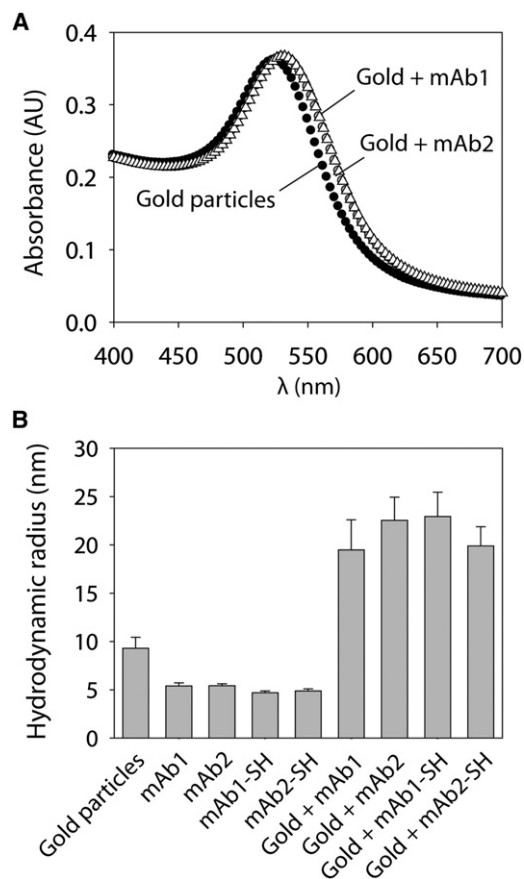 A
0.4
0.3
0.2
0.1
0.0
Absorbance (AU)
Gold + mAb1
Gold + mAb2
Gold particles
400 450 500 550 600 650 700
λ (nm)
B
30
25
20
15
10
5
0
Hydrodynamic radius (nm)
Gold particles
mAb1
mAb2
mAb1-SH
mAb2-SH
Gold + mAb1
Gold + mAb2
Gold + mAb1-SH
Gold + mAb2-SH